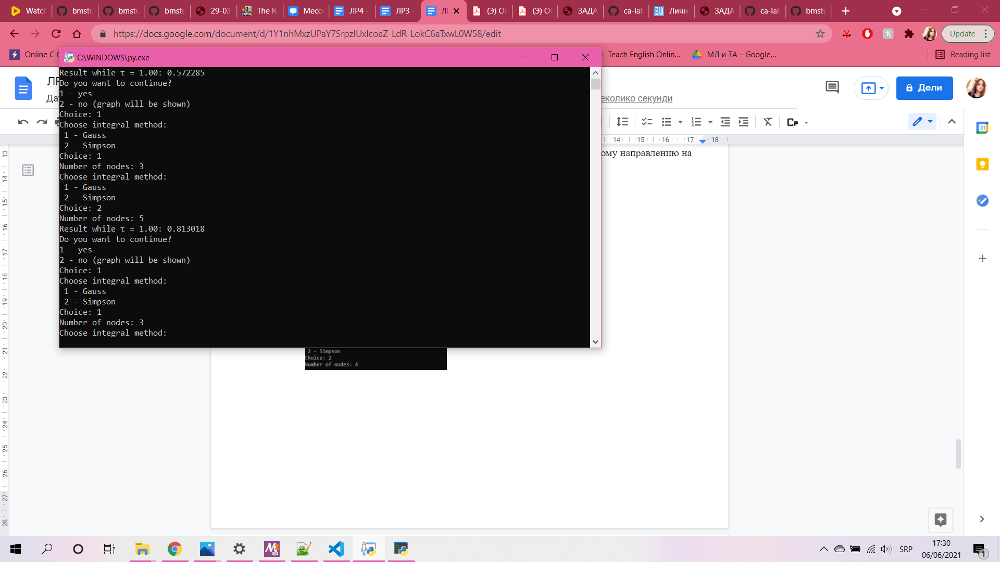 Watch
bmstu
bmstu
bmstu
29-03
The R
Месс
ЛР4 -
ЛР3 -
(Э) О
(Э) О
ЗАДА
ca-lab
Личн
ЗАДА
ca-lab
bmstu
https://docs.google.com/document/d/1Y1nhMxzUPaY7SrpzIUxIcoaZ-LdR-LokC6aTxwL0W58/edit
Update
Online C
Teach English Onlin...
МЛ и ТА – Google...
Reading list
C:\WINDOWS\py.exe
еколико секунди
Дели
Ср
14 15 16 17 18
ому направлению на
Result while τ = 1.00: 0.572285
Do you want to continue?
1 - yes
2 - no (graph will be shown)
Choice: 1
Choose integral method:
1 - Gauss
2 - Simpson
Choice: 1
Number of nodes: 3
Choose integral method:
1 - Gauss
2 - Simpson
Choice: 2
Number of nodes: 5
Result while τ = 1.00: 0.813018
Do you want to continue?
1 - yes
2 - no (graph will be shown)
Choice: 1
Choose integral method:
1 - Gauss
2 - Simpson
Choice: 1
Number of nodes: 3
Choose integral method:
2 - Simpson
Choice: 2
Number of nodes: 4
13
14
15
16
17
18
19
20
21
22
23
24
25
26
27
28
31
SRP
17:30
06/06/2021
1